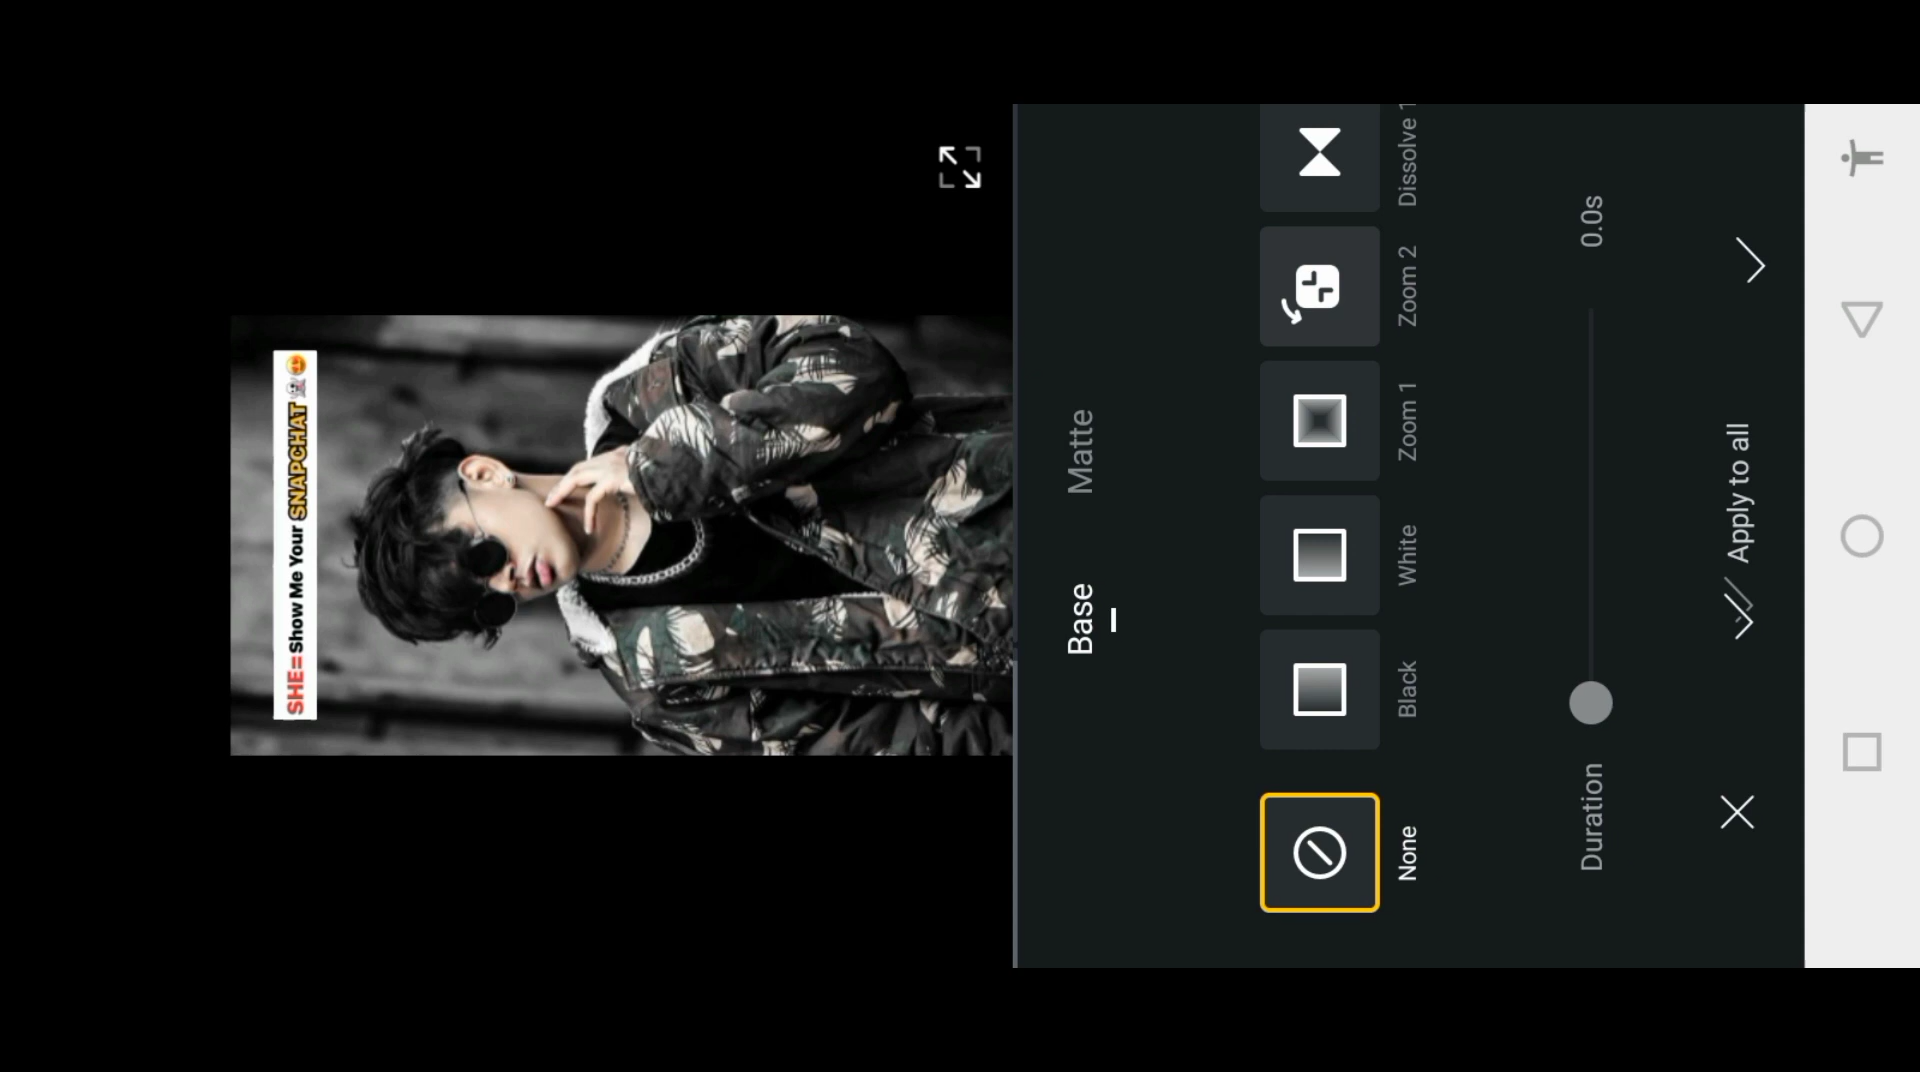 SHE=Show Me Your SNAPCHAT 👻😍
Base
Matte
None
Black
White
Zoom 1
Zoom 2
Dissolve 1
Duration
0.0s
Apply to all